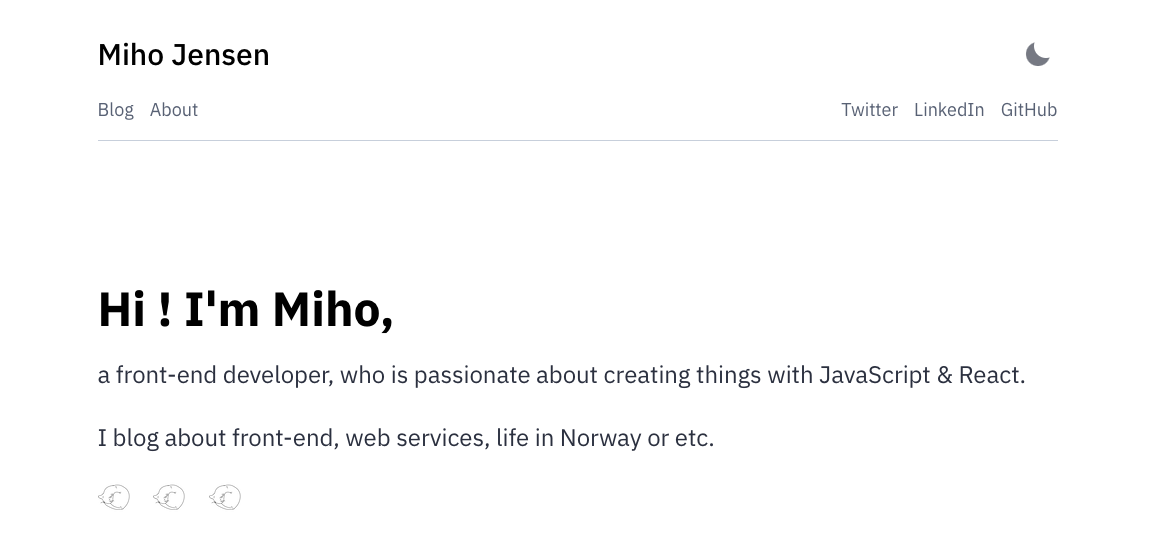 Miho Jensen
Blog About Twitter LinkedIn GitHub
Hi ! I'm Miho,
a front-end developer, who is passionate about creating things with JavaScript & React.
I blog about front-end, web services, life in Norway or etc.